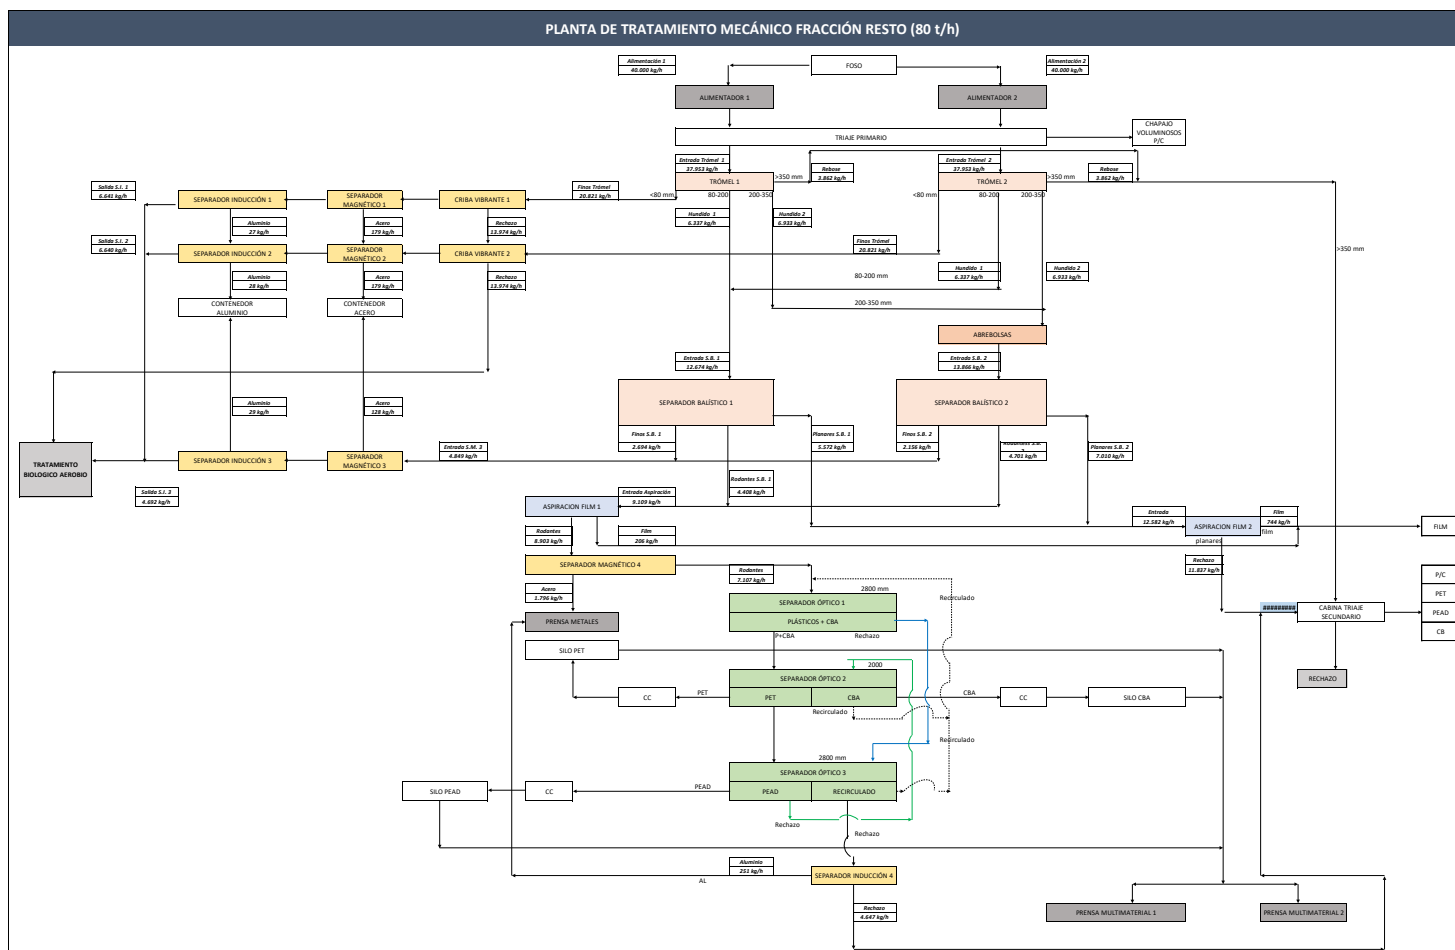 PLANTA DE TRATAMIENTO MECÁNICO FRACCIÓN RESTO (80 t/h)
Alimentación 1
40.000 kg/h
FOSO
Alimentación 2
40.000 kg/h
ALIMENTADOR 1
ALIMENTADOR 2
TRIAJE PRIMARIO
CHAPAJO
VOLUMINOSOS
P/C
Entrada Trómel 1
37.953 kg/h
Rebose
3.862 kg/h
Entrada Trómel 2
37.953 kg/h
Rebose
3.862 kg/h
TRÓMEL 1
>350 mm
TRÓMEL 2
>350 mm
<80 mm
80-200
200-350
<80 mm
80-200
200-350
Salida S.I. 1
6.641 kg/h
SEPARADOR INDUCCIÓN 1
SEPARADOR
MAGNÉTICO 1
CRIBA VIBRANTE 1
Finos Trómel
20.821 kg/h
Aluminio
27 kg/h
Acero
179 kg/h
Rechazo
13.974 kg/h
Hundido 1
6.337 kg/h
Hundido 2
6.933 kg/h
Salida S.I. 2
6.640 kg/h
SEPARADOR INDUCCIÓN 2
SEPARADOR
MAGNÉTICO 2
CRIBA VIBRANTE 2
Finos Trómel
20.821 kg/h
>350 mm
Aluminio
28 kg/h
Acero
179 kg/h
Rechazo
13.974 kg/h
80-200 mm
Hundido 1
6.337 kg/h
Hundido 2
6.933 kg/h
CONTENEDOR
ALUMINIO
CONTENEDOR
ACERO
200-350 mm
ABREBOLSAS
Entrada S.B. 1
12.674 kg/h
Entrada S.B. 2
13.866 kg/h
SEPARADOR BALÍSTICO 1
SEPARADOR BALÍSTICO 2
Aluminio
29 kg/h
Acero
128 kg/h
Finos S.B. 1
2.694 kg/h
Planares S.B. 1
5.572 kg/h
Finos S.B. 2
2.156 kg/h
4.701 kg/h
Planares S.B. 2
7.010 kg/h
Entrada S.M. 3
4.849 kg/h
TRATAMIENTO
BIOLOGICO AEROBIO
SEPARADOR INDUCCIÓN 3
SEPARADOR
MAGNÉTICO 3
Salida S.I. 3
4.692 kg/h
Rodantes S.B. 1
4.408 kg/h
Entrada Aspiración
9.109 kg/h
ASPIRACION FILM 1
Entrada
12.582 kg/h
ASPIRACION FILM 2
Film
744 kg/h
film
FILM
Rodantes
8.903 kg/h
Film
206 kg/h
planares
Rechazo
11.837 kg/h
SEPARADOR MAGNÉTICO 4
Rodantes
7.107 kg/h
Acero
1.796 kg/h
2800 mm
Recirculado
SEPARADOR ÓPTICO 1
PLÁSTICOS + CBA
P+CBA
Rechazo
PRENSA METALES
#########
CABINA TRIAJE
SECUNDARIO
P/C
PET
PEAD
CB
SILO PET
2000
SEPARADOR ÓPTICO 2
PET
CBA
CC
PET
CBA
CC
SILO CBA
RECHAZO
Recirculado
Recirculado
2800 mm
SEPARADOR ÓPTICO 3
PEAD
RECIRCULADO
SILO PEAD
CC
PEAD
Rechazo
Rechazo
Aluminio
251 kg/h
AL
SEPARADOR INDUCCIÓN 4
Rechazo
4.647 kg/h
PRENSA MULTIMATERIAL 1
PRENSA MULTIMATERIAL 2